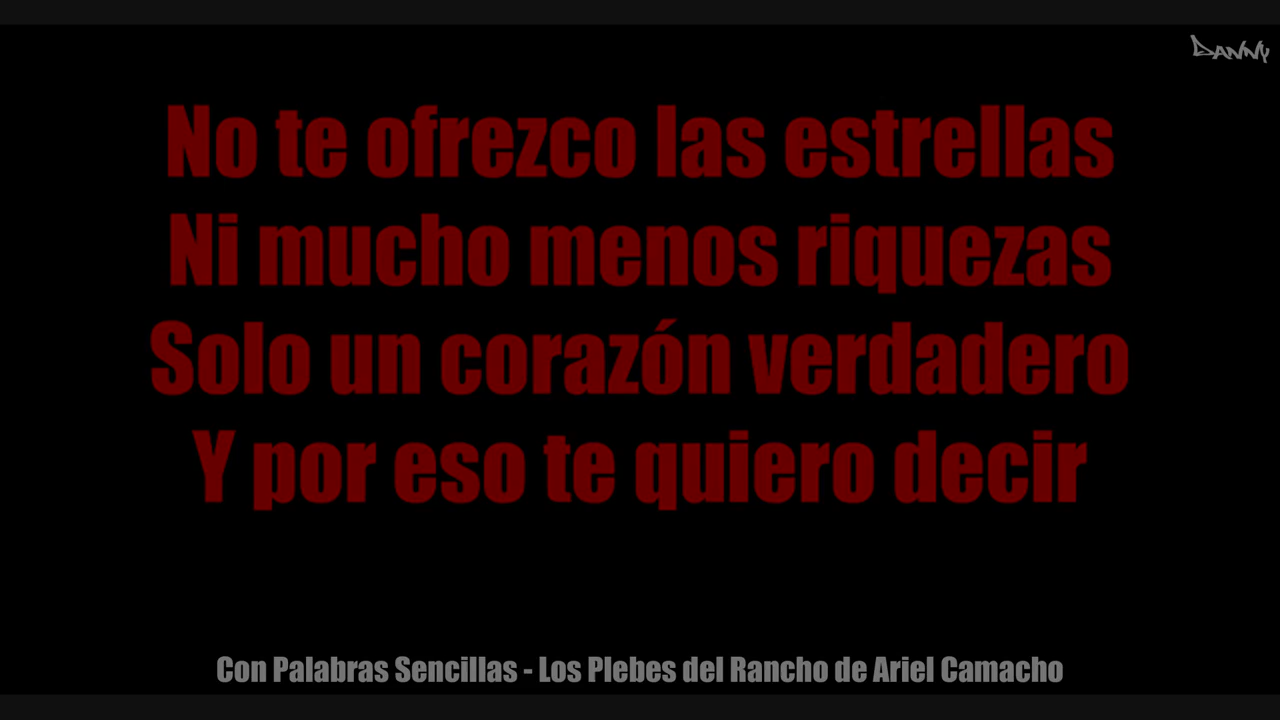 DANNY
No te ofrezco las estrellas
Ni mucho menos riquezas
Solo un corazón verdadero
Y por eso te quiero decir
Con Palabras Sencillas - Los Plebes del Rancho de Ariel Camacho